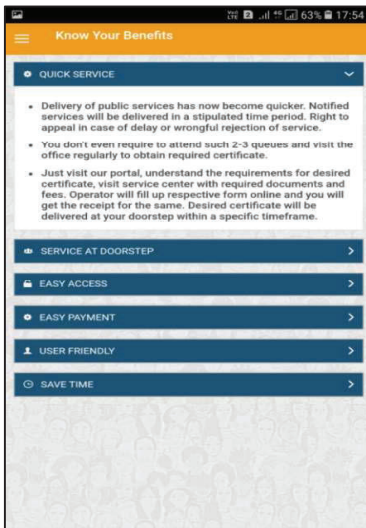 VoD LTE 2 4G 63% 17:54
Know Your Benefits
QUICK SERVICE
• Delivery of public services has now become quicker. Notified
services will be delivered in a stipulated time period. Right to
appeal in case of delay or wrongful rejection of service.
• You don't even require to attend such 2-3 queues and visit the
office regularly to obtain required certificate.
• Just visit our portal, understand the requirements for desired
certificate, visit service center with required documents and
fees. Operator will fill up respective form online and you will
get the receipt for the same. Desired certificate will be
delivered at your doorstep within a specific timeframe.
SERVICE AT DOORSTEP
EASY ACCESS
EASY PAYMENT
USER FRIENDLY
SAVE TIME